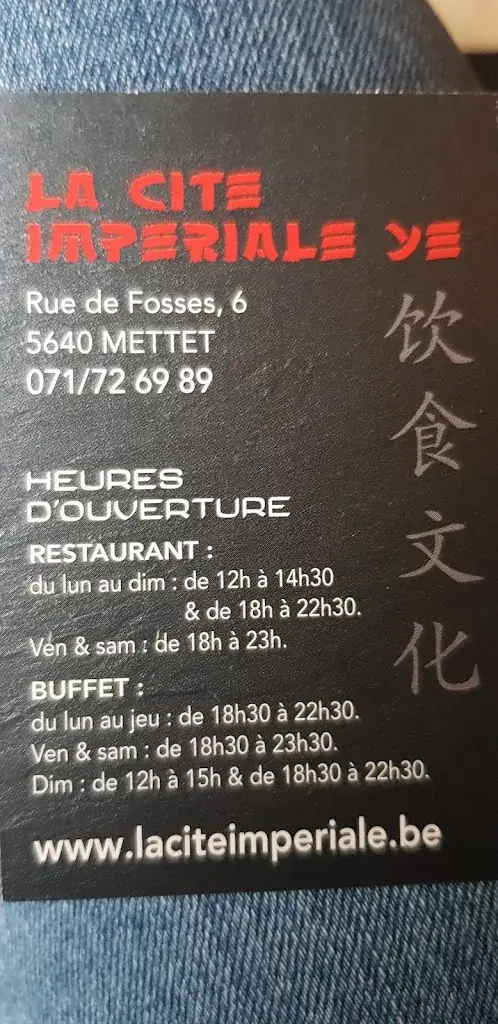 LA CITE
IMPERIALE YE
Rue de Fosses, 6
5640 METTET
071/72 69 89
饮食文化
HEURES
D'OUVERTURE
RESTAURANT :
du lun au dim : de 12h à 14h30
& de 18h à 22h30.
Ven & sam : de 18h à 23h.
BUFFET :
du lun au jeu : de 18h30 à 22h30.
Ven & sam : de 18h30 à 23h30.
Dim : de 12h à 15h & de 18h30 à 22h30.
www.laciteimperiale.be